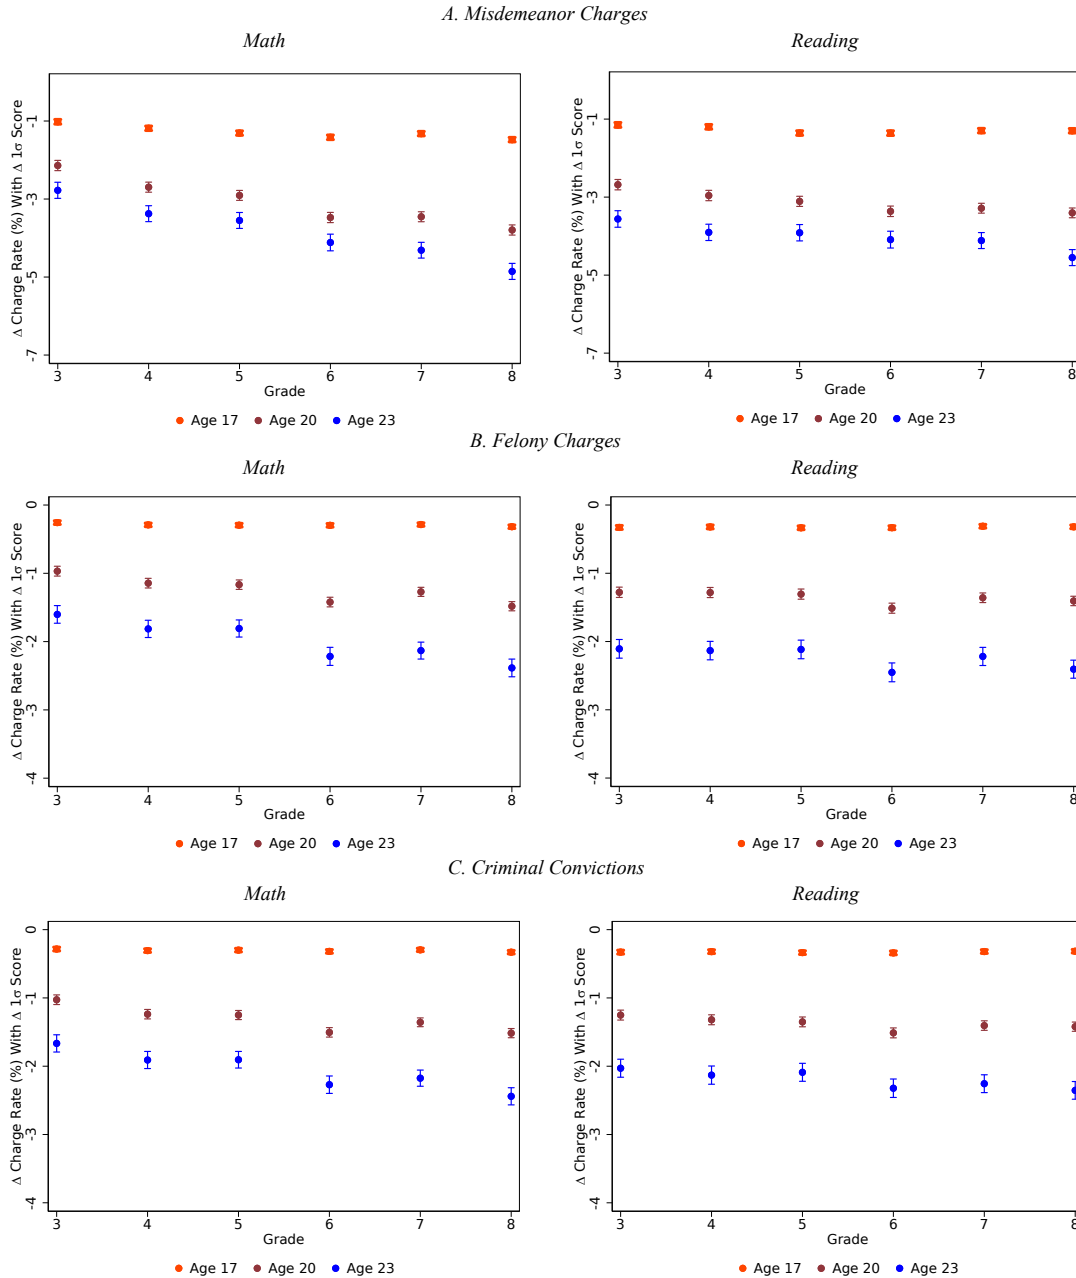 A. Misdemeanor Charges
Math
Δ Charge Rate (%) With Δ 1σ Score
-1
-3
-5
-7
3 4 5 6 7 8
Grade
Age 17 Age 20 Age 23
Reading
Δ Charge Rate (%) With Δ 1σ Score
-1
-3
-5
-7
3 4 5 6 7 8
Grade
Age 17 Age 20 Age 23
B. Felony Charges
Math
Δ Charge Rate (%) With Δ 1σ Score
0
-1
-2
-3
-4
3 4 5 6 7 8
Grade
Age 17 Age 20 Age 23
Reading
Δ Charge Rate (%) With Δ 1σ Score
0
-1
-2
-3
-4
3 4 5 6 7 8
Grade
Age 17 Age 20 Age 23
C. Criminal Convictions
Math
Δ Charge Rate (%) With Δ 1σ Score
0
-1
-2
-3
-4
3 4 5 6 7 8
Grade
Age 17 Age 20 Age 23
Reading
Δ Charge Rate (%) With Δ 1σ Score
0
-1
-2
-3
-4
3 4 5 6 7 8
Grade
Age 17 Age 20 Age 23